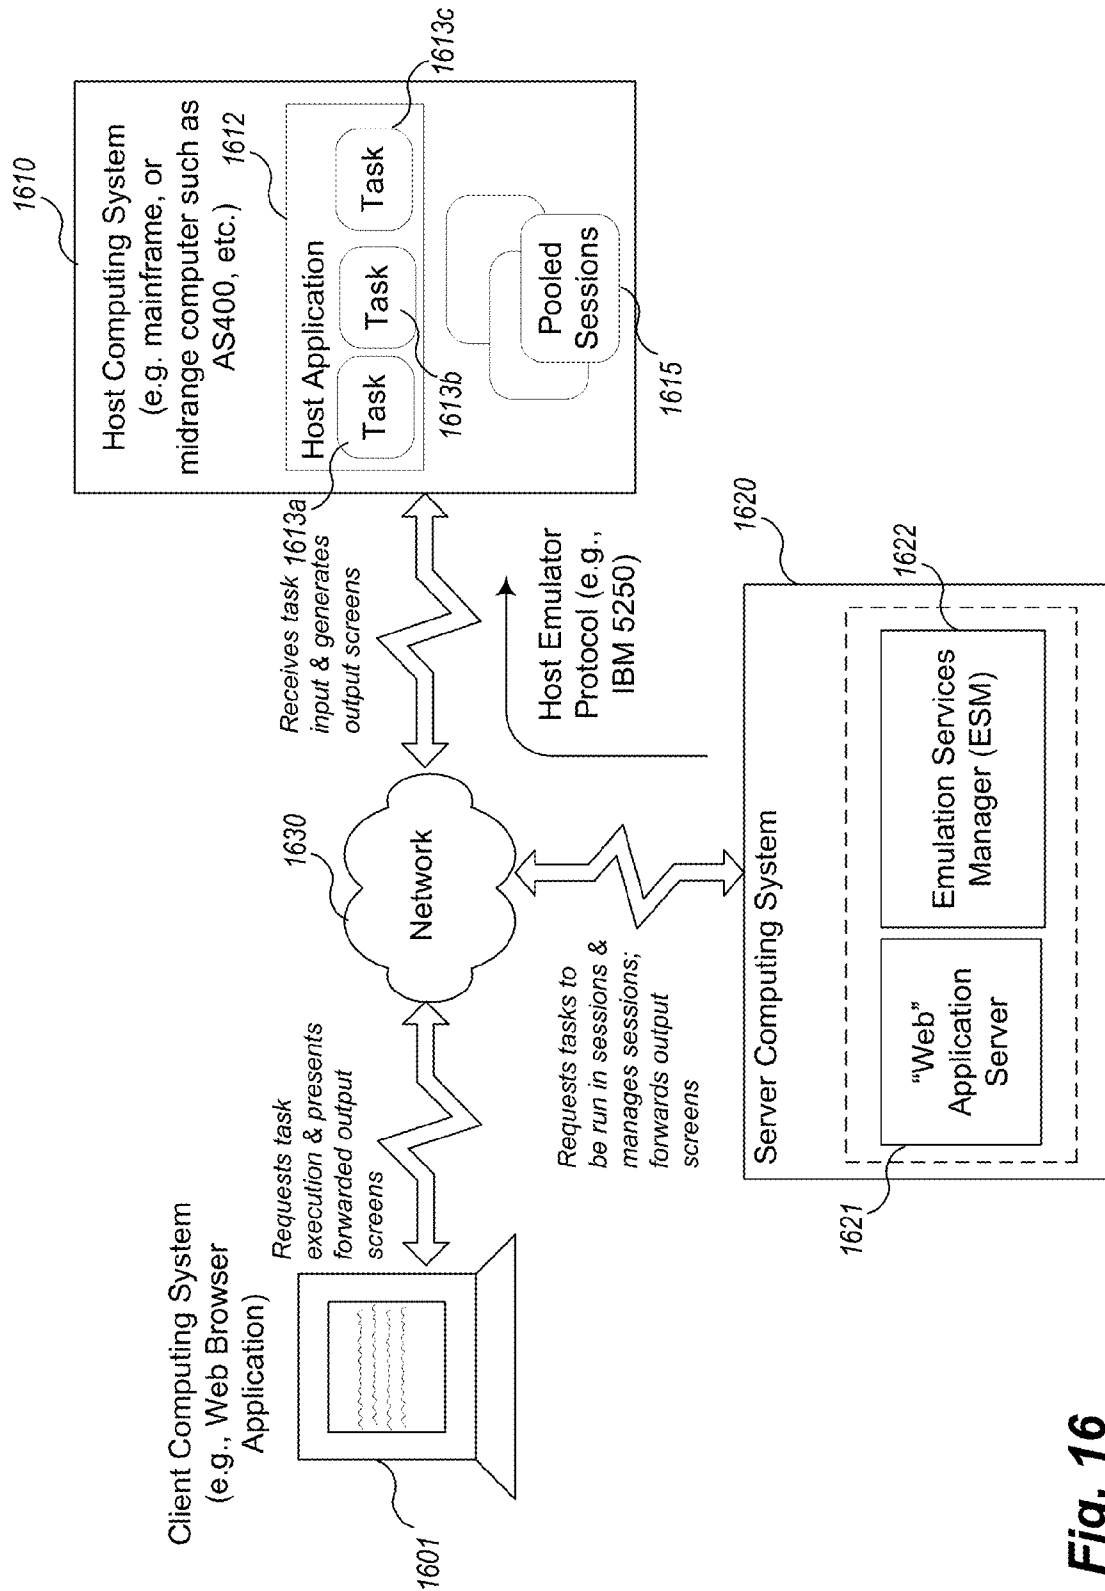 Client Computing System
(e.g., Web Browser
Application)
1601
Requests task
execution & presents
forwarded output
screens
1630
Network
Receives task
input & generates
output screens
1610
Host Computing System
(e.g. mainframe, or
midrange computer such as
AS400, etc.)
1612
Host Application
Task
Task
Task
1613a
1613b
1613c
Pooled
Sessions
1615
Host Emulator
Protocol (e.g.,
IBM 5250)
Requests tasks to
be run in sessions &
manages sessions;
forwards output
screens
1620
Server Computing System
"Web"
Application
Server
1621
Emulation Services
Manager (ESM)
1622
Fig. 16